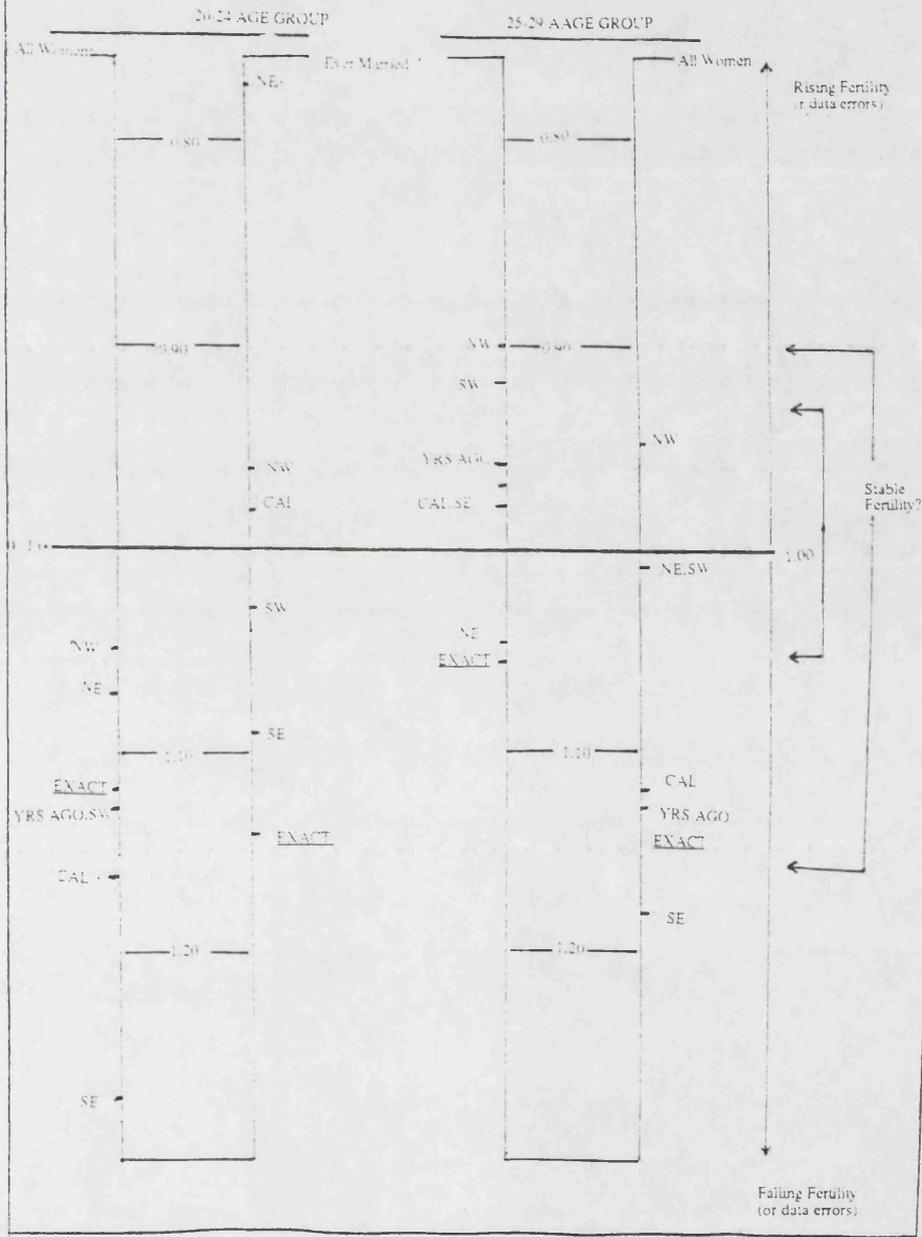 20-24 AGE GROUP
25-29 AAGE GROUP
All Women
Ever Married
All Women
NE
Rising Fertility
(or data errors)
0.80
0.80
0.90
NW
0.90
SW
NW
NW
YRS AGO
CAL
CAL.SE
Stable
Fertility?
1.00
NE.SW
SW
NW
NE
EXACT
NE
SE
1.10
1.10
EXACT
CAL
YRS AGO.SW
YRS AGO
EXACT
EXACT
CAL
SE
1.20
1.20
SE
Falling Fertility
(or data errors)